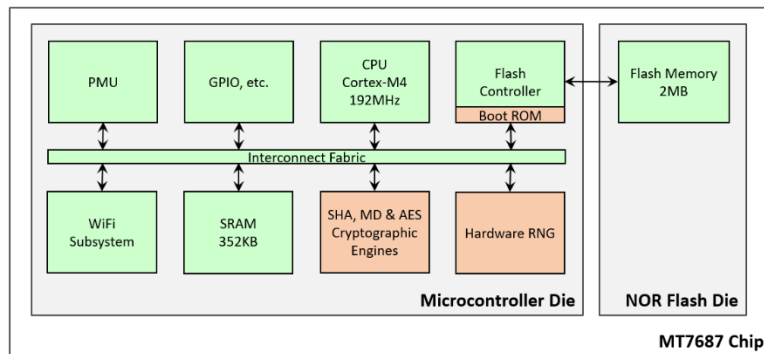 PMU
GPIO, etc.
CPU
Cortex-M4
192MHz
Flash
Controller
Boot ROM
Flash Memory
2MB
Interconnect Fabric
WiFi
Subsystem
SRAM
352KB
SHA, MD & AES
Cryptographic
Engines
Hardware RNG
Microcontroller Die
NOR Flash Die
MT7687 Chip